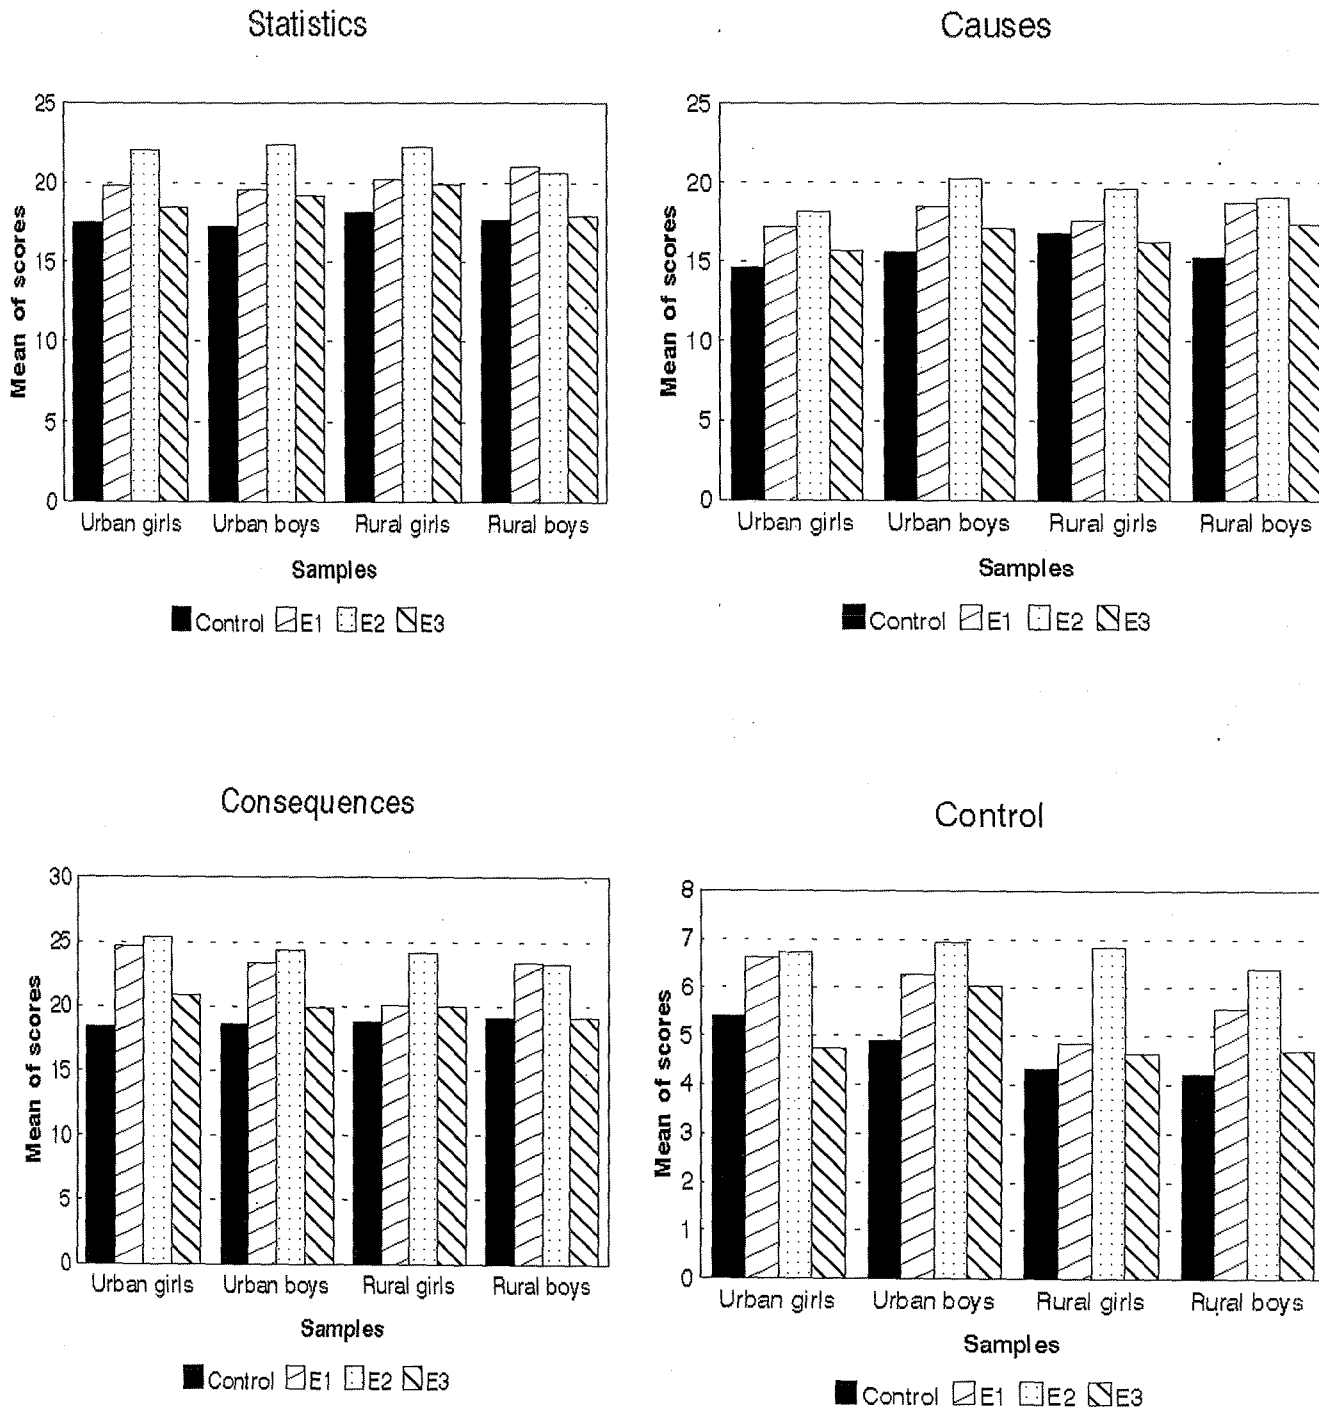 Statistics
25
20
15
10
5
0
Mean of scores
Urban girls Urban boys Rural girls Rural boys
Samples
Control E1 E2 E3
Causes
25
20
15
10
5
0
Mean of scores
Urban girls Urban boys Rural girls Rural boys
Samples
Control E1 E2 E3
Consequences
30
25
20
15
10
5
0
Mean of scores
Urban girls Urban boys Rural girls Rural boys
Samples
Control E1 E2 E3
Control
8
7
6
5
4
3
2
1
0
Mean of scores
Urban girls Urban boys Rural girls Rural boys
Samples
Control E1 E2 E3